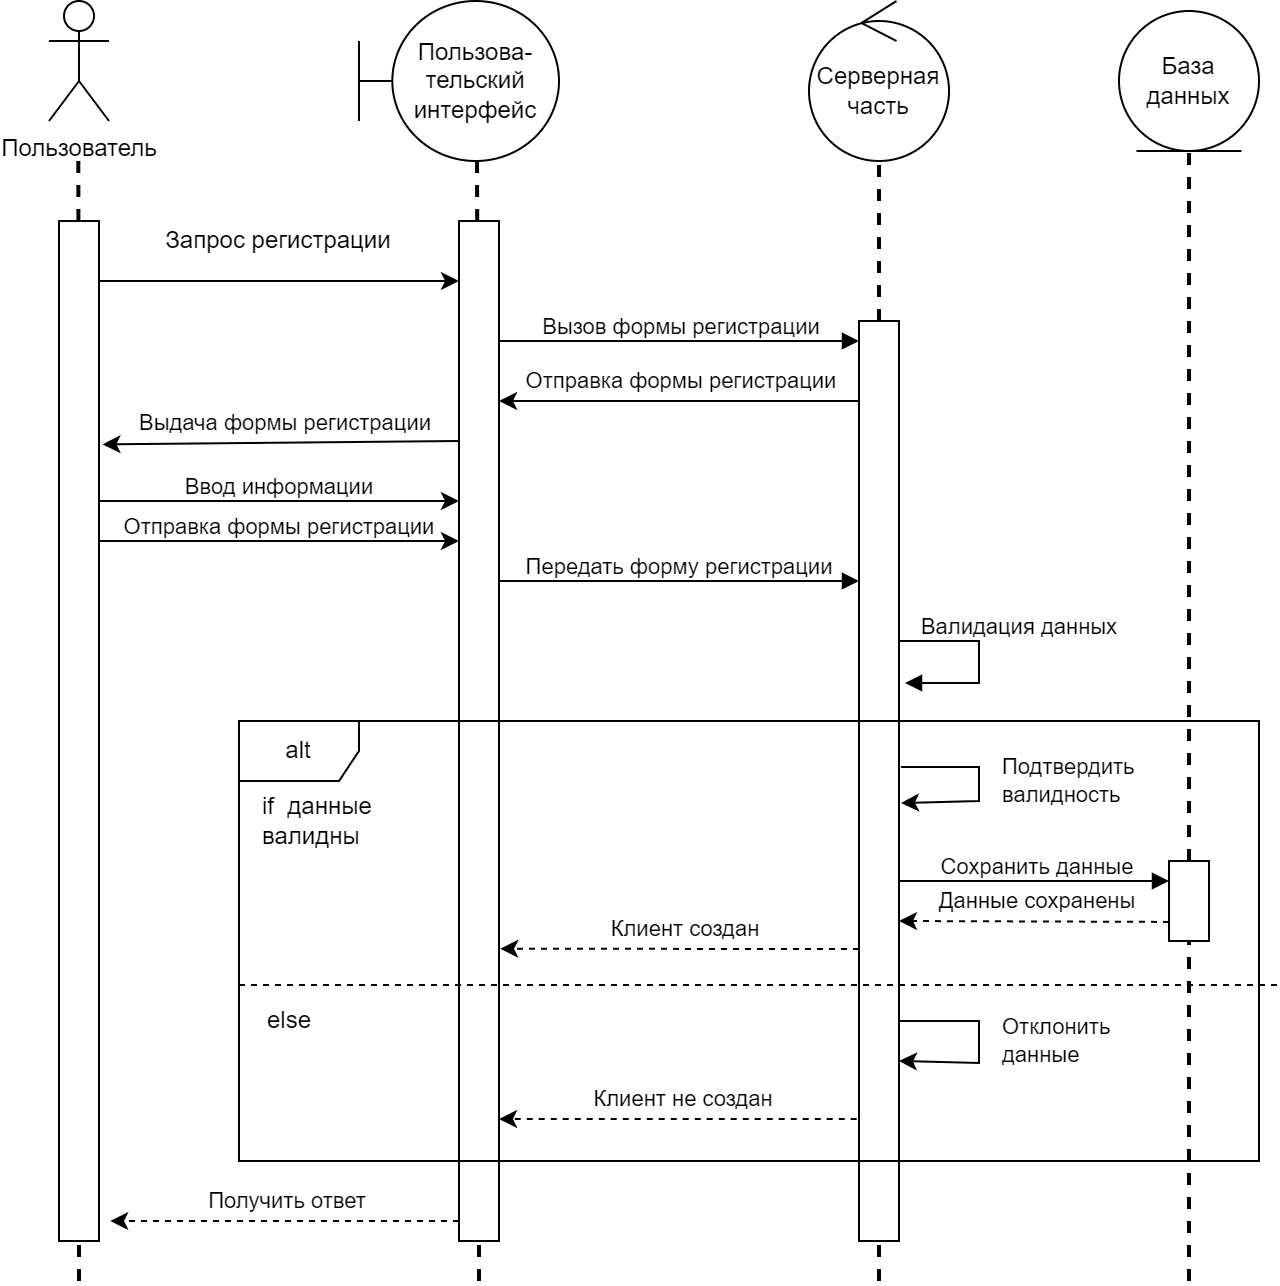 Пользователь
Пользова-
тельский
интерфейс
Серверная
часть
База
данных
Запрос регистрации
Вызов формы регистрации
Отправка формы регистрации
Выдача формы регистрации
Ввод информации
Отправка формы регистрации
Передать форму регистрации
Валидация данных
alt
if данные
валидны
Подтвердить
валидность
Сохранить данные
Данные сохранены
Клиент создан
else
Отклонить
данные
Клиент не создан
Получить ответ